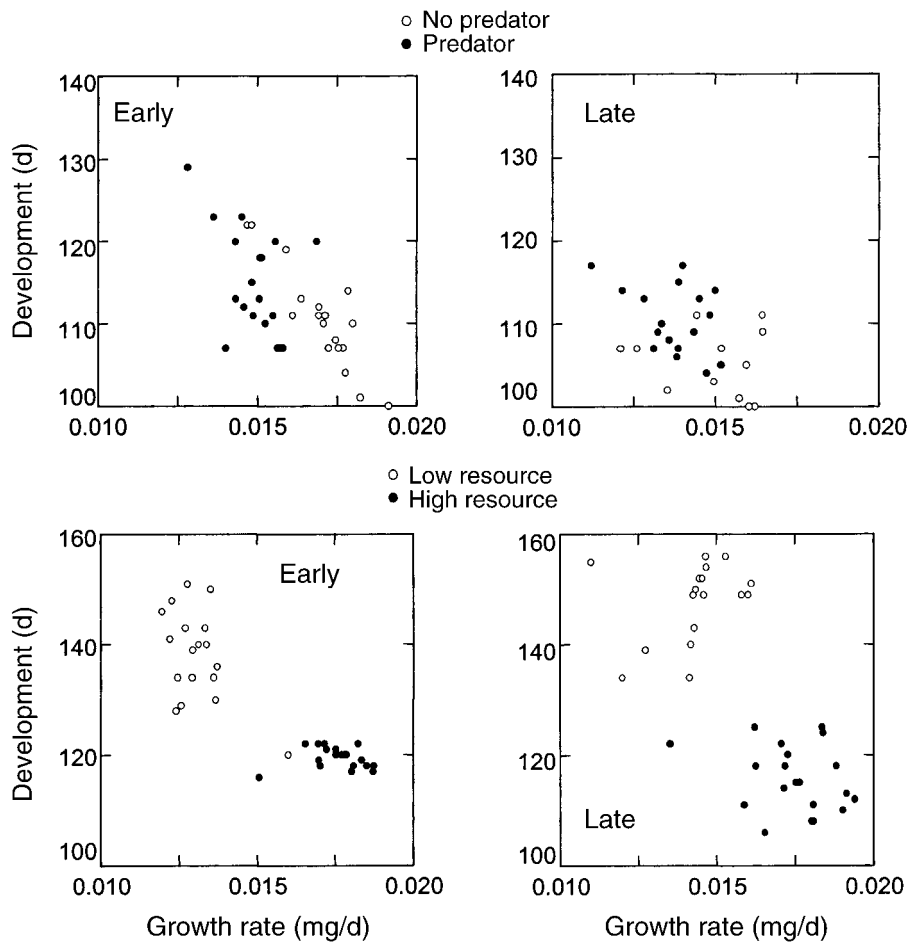 No predator
Predator
Early
Late
Development (d)
140
130
120
110
100
0.010
0.015
0.020
140
130
120
110
100
0.010
0.015
0.020
Low resource
High resource
Early
Late
Development (d)
160
140
120
100
0.010
0.015
0.020
160
140
120
100
0.010
0.015
0.020
Growth rate (mg/d)
Growth rate (mg/d)